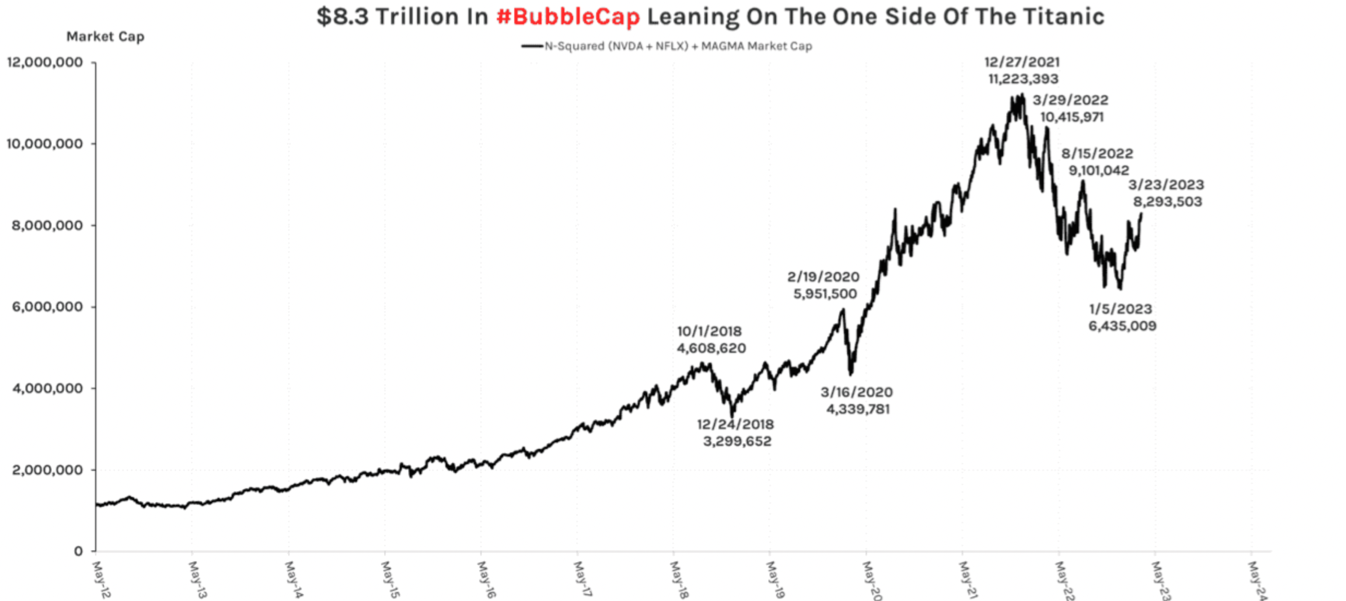 $8.3 Trillion In #BubbleCap Leaning On The One Side Of The Titanic
Market Cap
N-Squared (NVDA + NFLX) + MAGMA Market Cap
12,000,000
10,000,000
8,000,000
6,000,000
4,000,000
2,000,000
0
10/1/2018
4,608,620
12/24/2018
3,299,652
2/19/2020
5,951,500
3/16/2020
4,339,781
12/27/2021
11,223,393
3/29/2022
10,415,971
8/15/2022
9,101,042
1/5/2023
6,435,009
3/23/2023
8,293,503
May-12
May-13
May-14
May-15
May-16
May-17
May-18
May-19
May-20
May-21
May-22
May-23
May-24